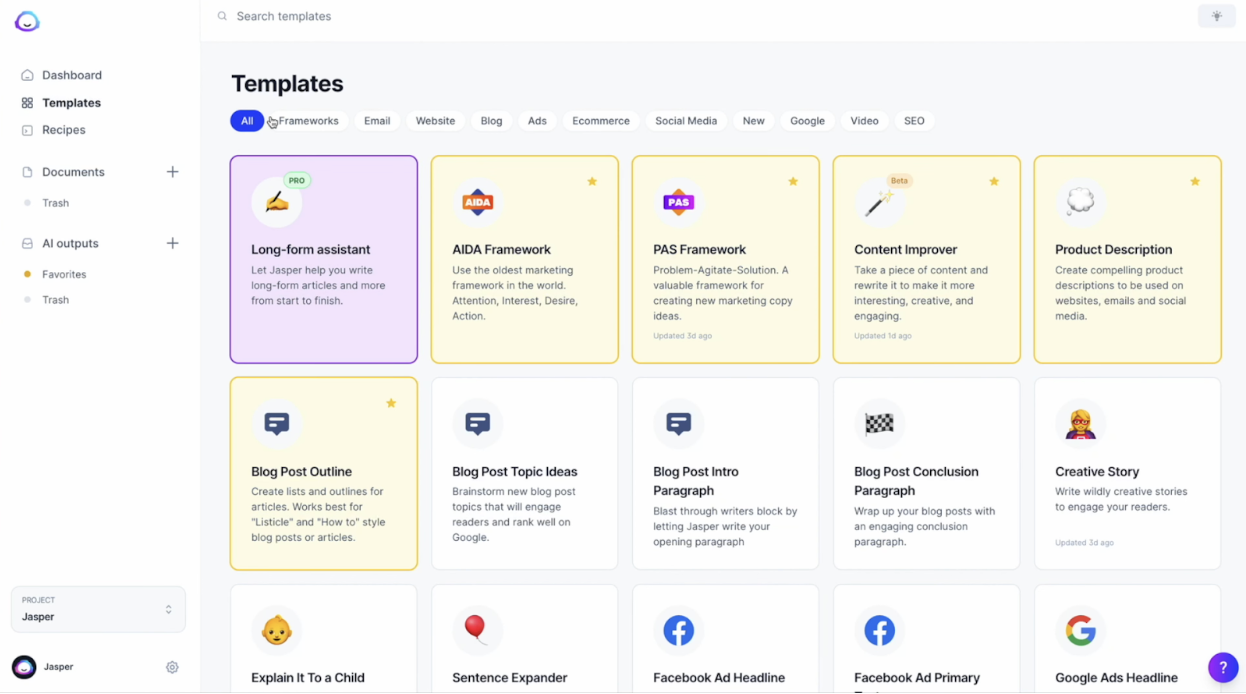 Search templates
Dashboard
Templates
Recipes
Documents
Trash
AI outputs
Favorites
Trash
PROJECT
Jasper
Jasper
Templates
All
Frameworks
Email
Website
Blog
Ads
Ecommerce
Social Media
New
Google
Video
SEO
PRO
Long-form assistant
Let Jasper help you write
long-form articles and more
from start to finish.
AIDA
AIDA Framework
Use the oldest marketing
framework in the world.
Attention, Interest, Desire,
Action.
PAS
PAS Framework
Problem-Agitate-Solution. A
valuable framework for
creating new marketing copy
ideas.
Updated 3d ago
Beta
Content Improver
Take a piece of content and
rewrite it to make it more
interesting, creative, and
engaging.
Updated 1d ago
Product Description
Create compelling product
descriptions to be used on
websites, emails and social
media.
Blog Post Outline
Create lists and outlines for
articles. Works best for
"Listicle" and "How to" style
blog posts or articles.
Blog Post Topic Ideas
Brainstorm new blog post
topics that will engage
readers and rank well on
Google.
Blog Post Intro
Paragraph
Blast through writers block by
letting Jasper write your
opening paragraph
Blog Post Conclusion
Paragraph
Wrap up your blog posts with
an engaging conclusion
paragraph.
Creative Story
Write wildly creative stories
to engage your readers.
Updated 3d ago
Explain It To a Child
Sentence Expander
Facebook Ad Headline
Facebook Ad Primary
Google Ads Headline
?